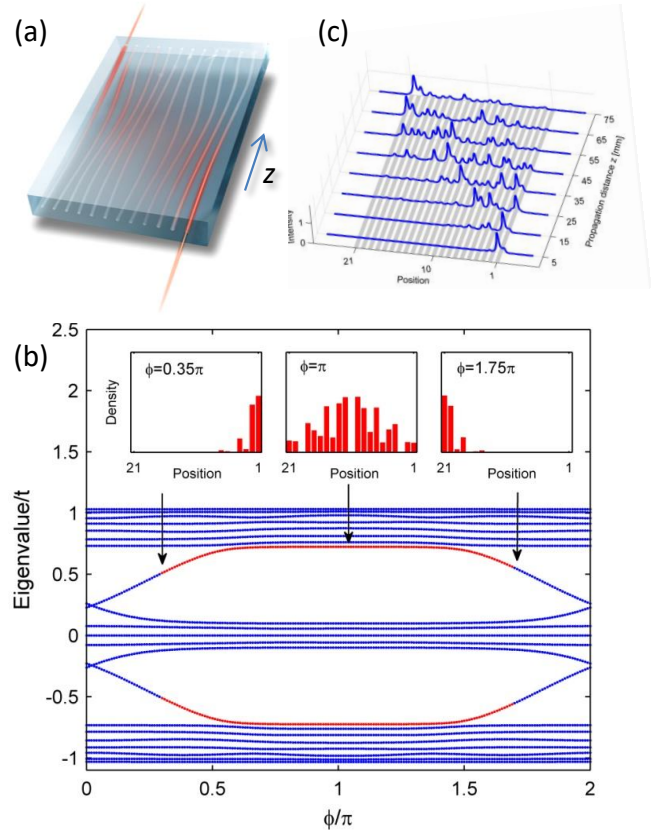 (a)
z
(c)
Intensity
1
0
21
10
1
Position
75
65
55
45
35
25
15
5
Propagation distance z [mm]
(b)
2.5
2
1.5
1
0.5
0
-0.5
-1
Eigenvalue/t
ϕ=0.35π
ϕ=π
ϕ=1.75π
Density
21 Position 1
21 Position 1
21 Position 1
0 0.5 1 1.5 2
ϕ/π